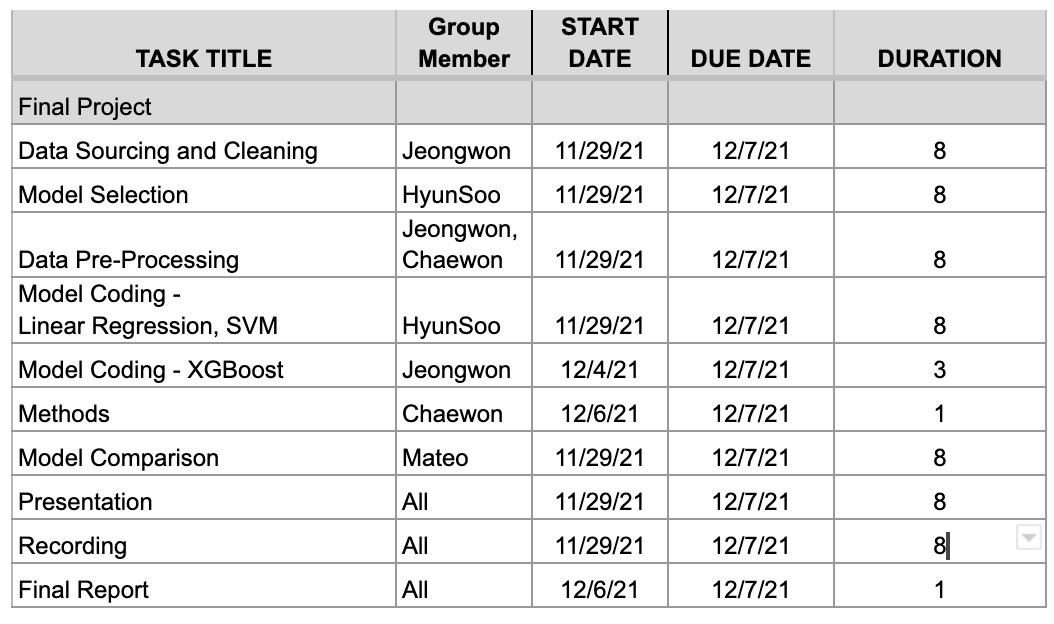 TASK TITLE Group Member START DATE DUE DATE DURATION
Final Project
Data Sourcing and Cleaning Jeongwon 11/29/21 12/7/21 8
Model Selection HyunSoo 11/29/21 12/7/21 8
Data Pre-Processing Jeongwon, Chaewon 11/29/21 12/7/21 8
Model Coding -
Linear Regression, SVM HyunSoo 11/29/21 12/7/21 8
Model Coding - XGBoost Jeongwon 12/4/21 12/7/21 3
Methods Chaewon 12/6/21 12/7/21 1
Model Comparison Mateo 11/29/21 12/7/21 8
Presentation All 11/29/21 12/7/21 8
Recording All 11/29/21 12/7/21 8
Final Report All 12/6/21 12/7/21 1